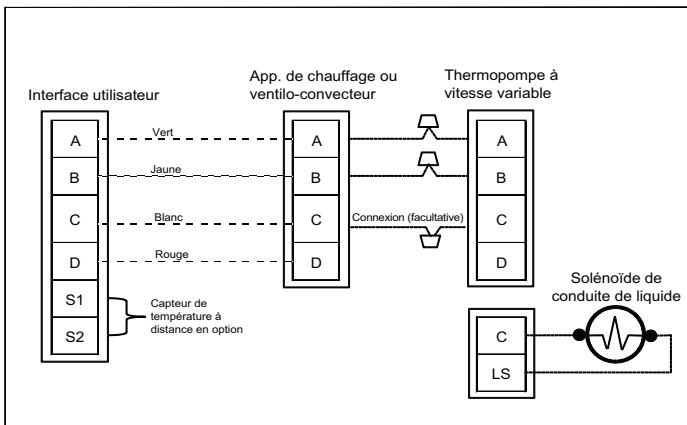 Interface utilisateur
App. de chauffage ou
ventilo-convecteur
Thermopompe à
vitesse variable
A
Vert
A
A
B
Jaune
B
B
C
Blanc
C
Connexion (facultative)
C
D
Rouge
D
D
S1
S2
Capteur de
température à
distance en option
Solénoïde de
conduite de liquide
C
LS